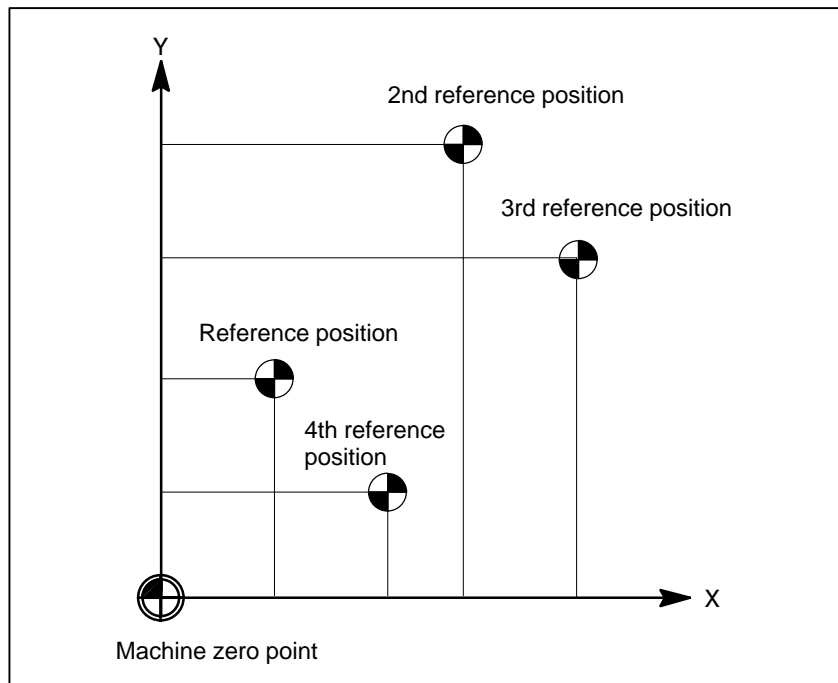 Y
2nd reference position
3rd reference position
Reference position
4th reference
position
X
Machine zero point